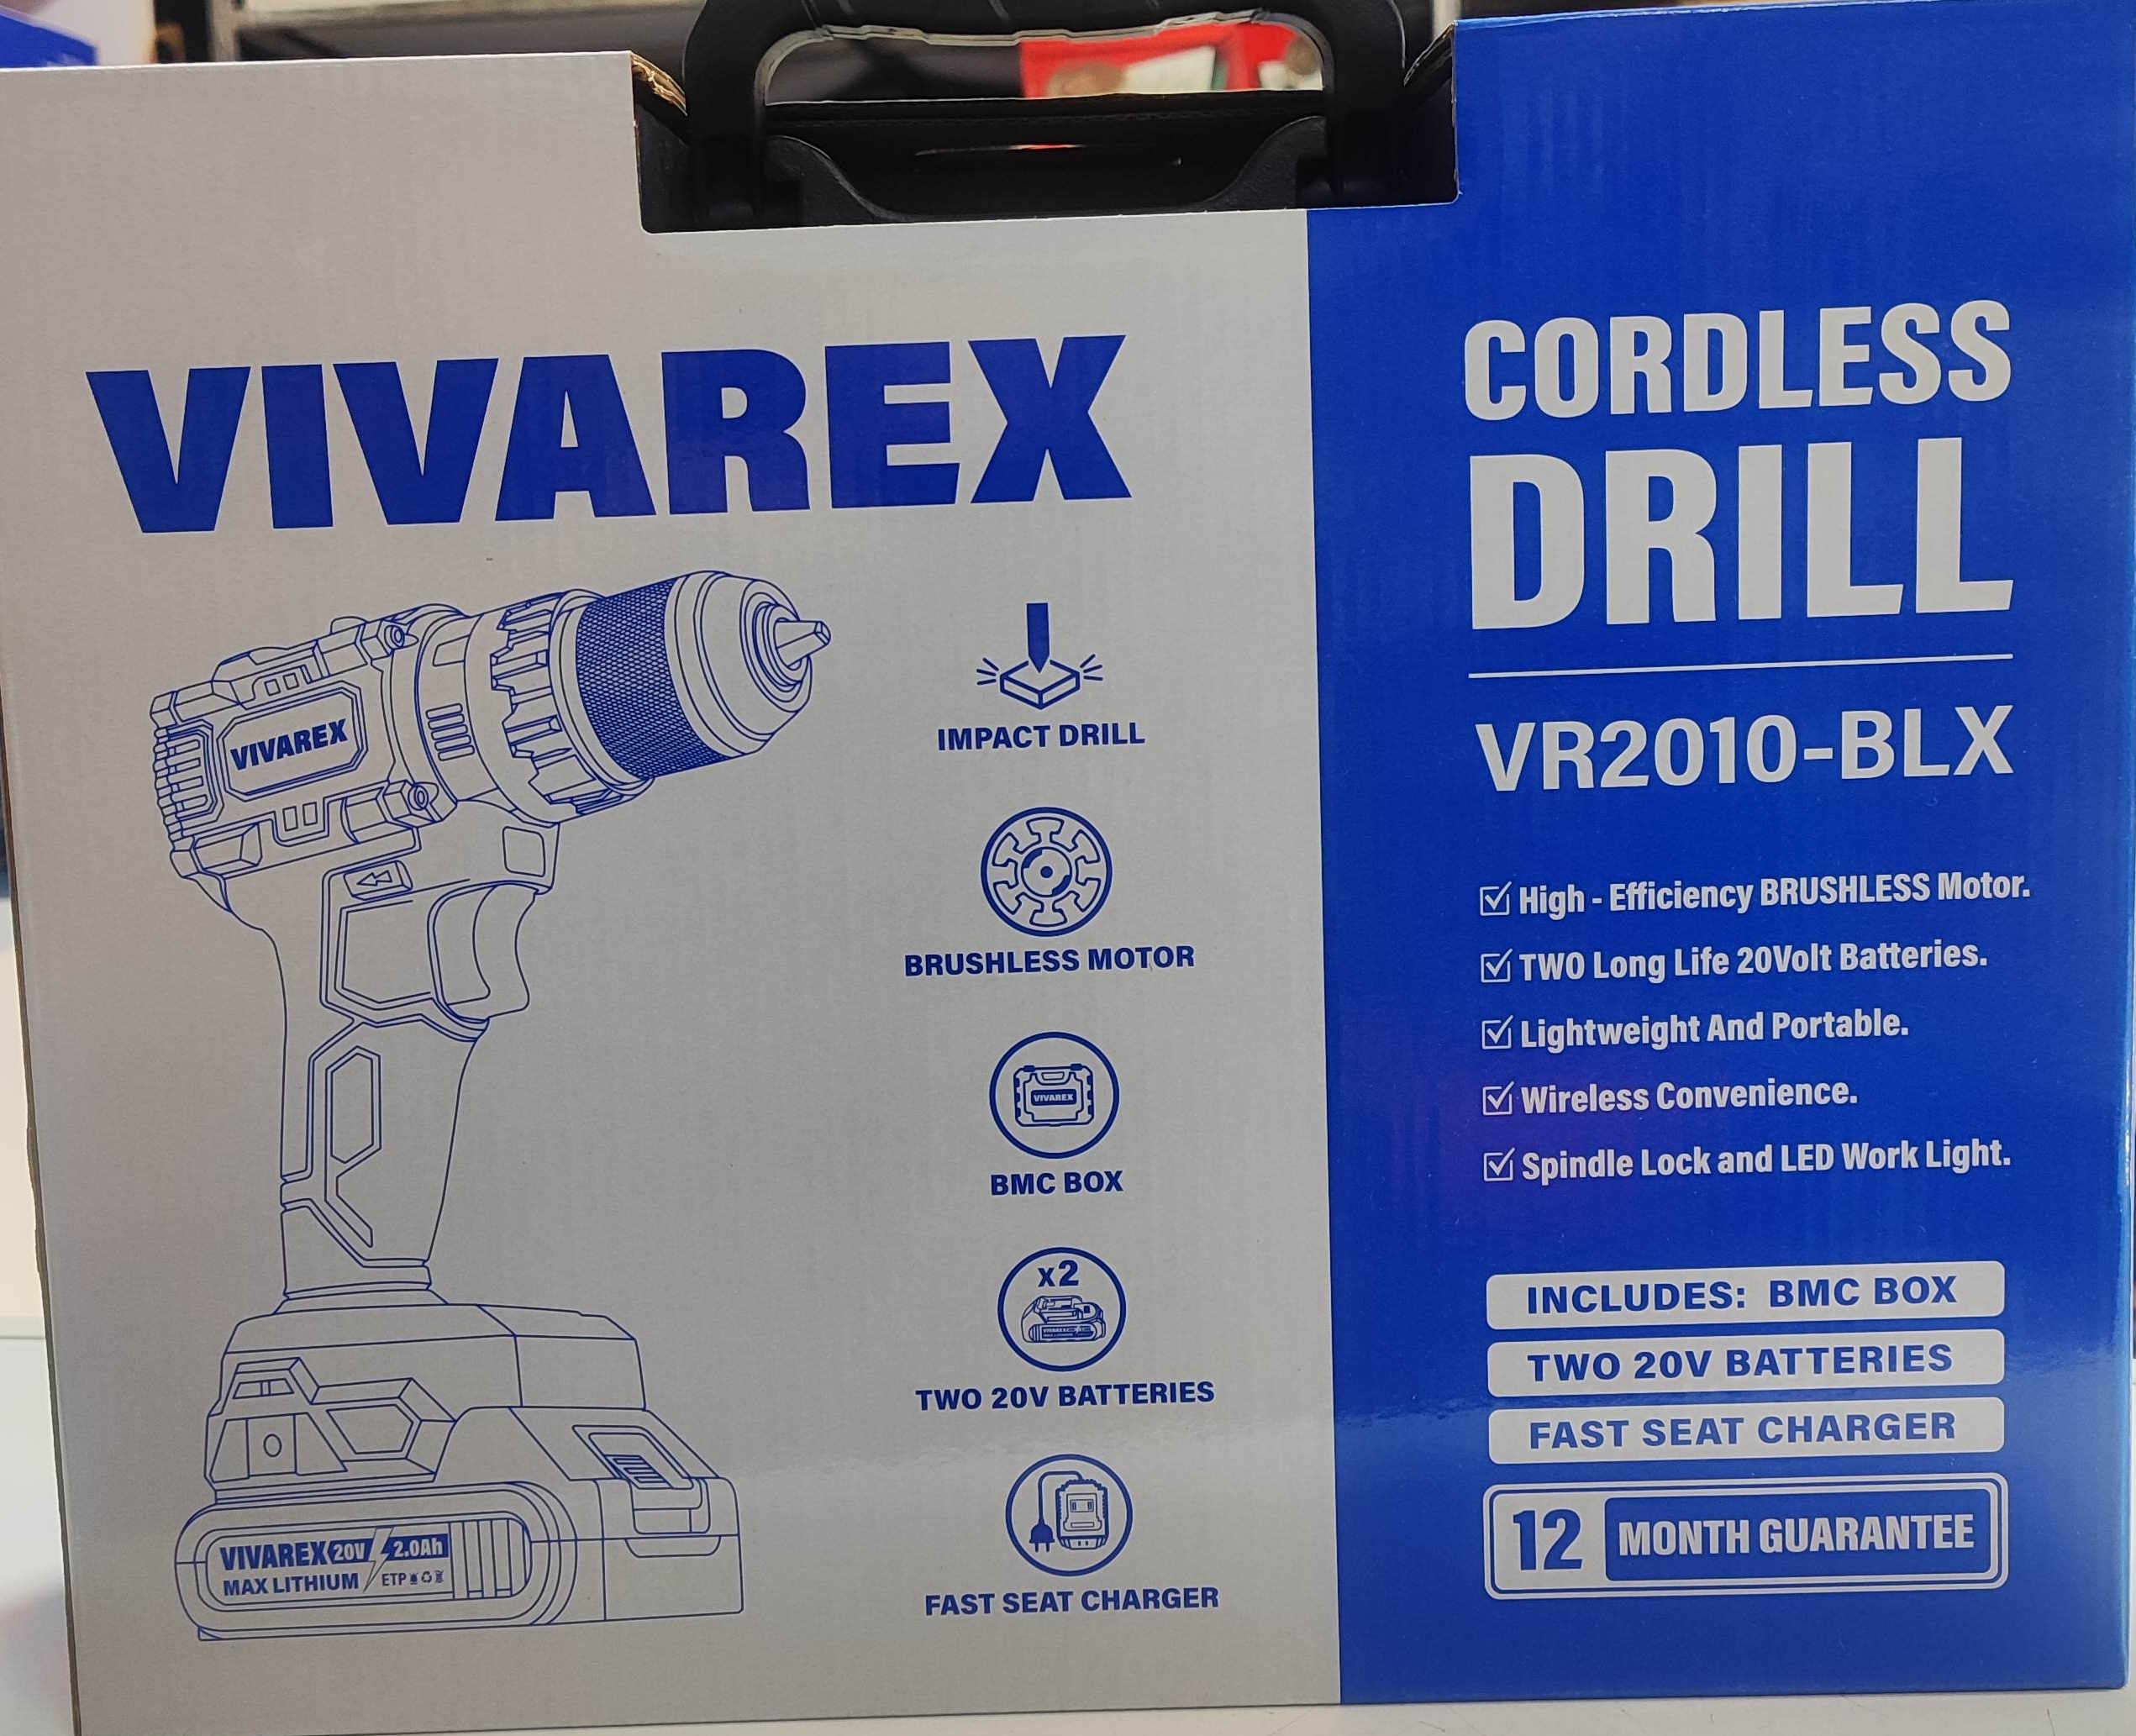 VIVAREX
VIVAREX
VIVAREX 20V 2.0Ah
MAX LITHIUM ETP
IMPACT DRILL
BRUSHLESS MOTOR
VIVAREX
BMC BOX
x2
TWO 20V BATTERIES
FAST SEAT CHARGER
CORDLESS
DRILL
VR2010-BLX
High - Efficiency BRUSHLESS Motor.
TWO Long Life 20Volt Batteries.
Lightweight And Portable.
Wireless Convenience.
Spindle Lock and LED Work Light.
INCLUDES: BMC BOX
TWO 20V BATTERIES
FAST SEAT CHARGER
12 MONTH GUARANTEE